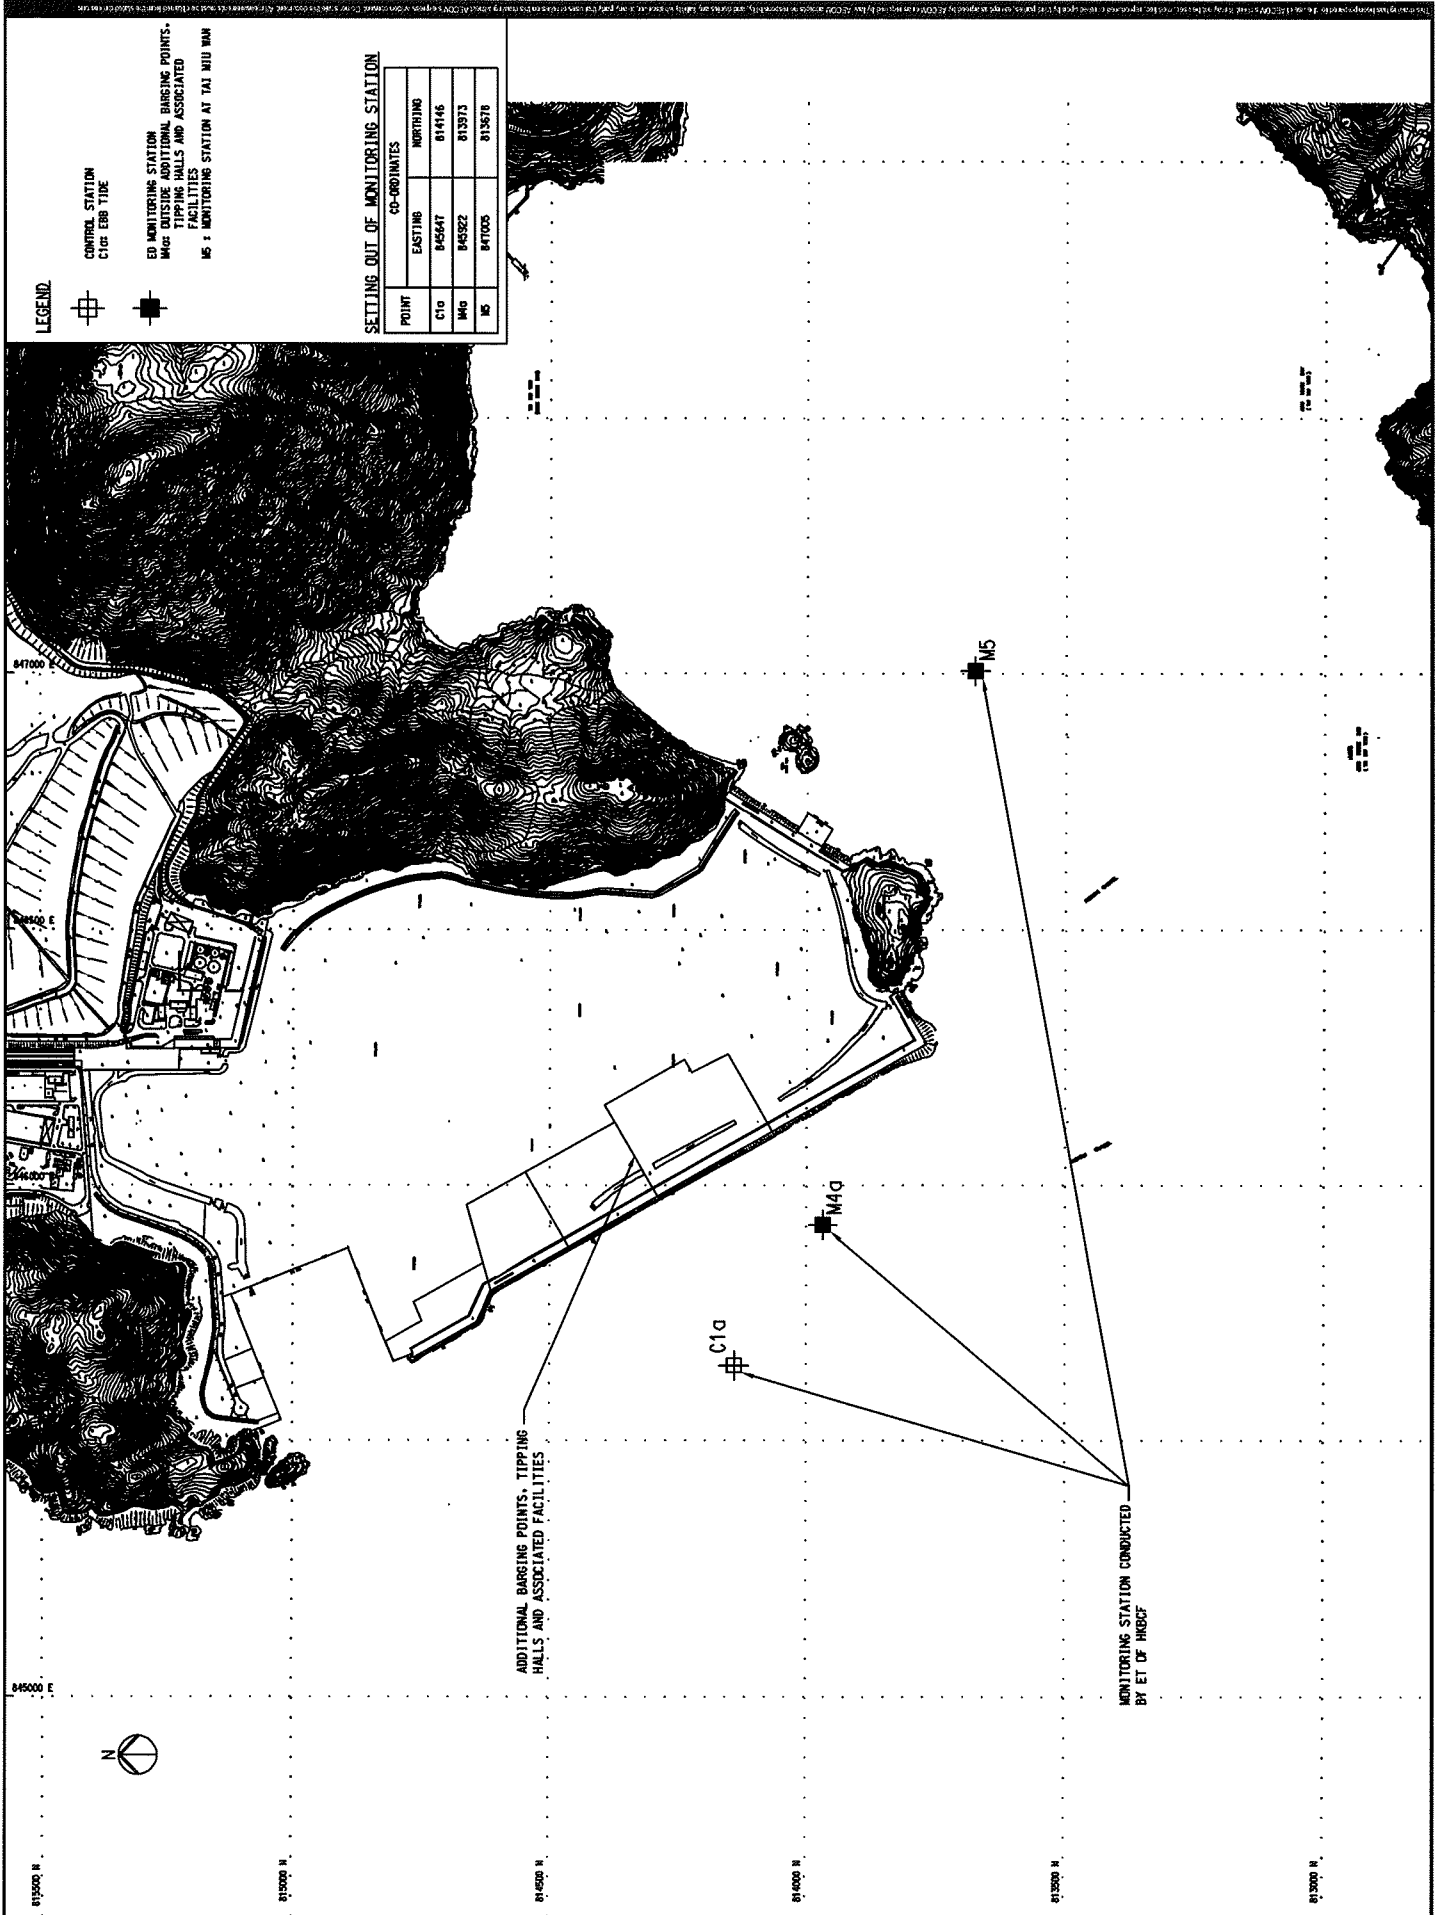 LEGEND
CONTROL STATION
C1a: EBB TIDE
ED MONITORING STATION
M4a: OUTSIDE ADDITIONAL BARGING POINTS,
TIPPING HALLS AND ASSOCIATED
FACILITIES
M5 : MONITORING STATION AT TAI MIU WAN
SETTING OUT OF MONITORING STATION
POINT
CO-ORDINATES
EASTING
NORTHING
C1a 845647 814146
M4a 845922 813973
M5 847005 813678
847000 E
846500 E
846000 E
845000 E
M5
M4a
C1a
ADDITIONAL BARGING POINTS, TIPPING
HALLS AND ASSOCIATED FACILITIES
MONITORING STATION CONDUCTED
BY ET OF HKBCF
N
815500 N
815000 N
814500 N
814000 N
813500 N
813000 N